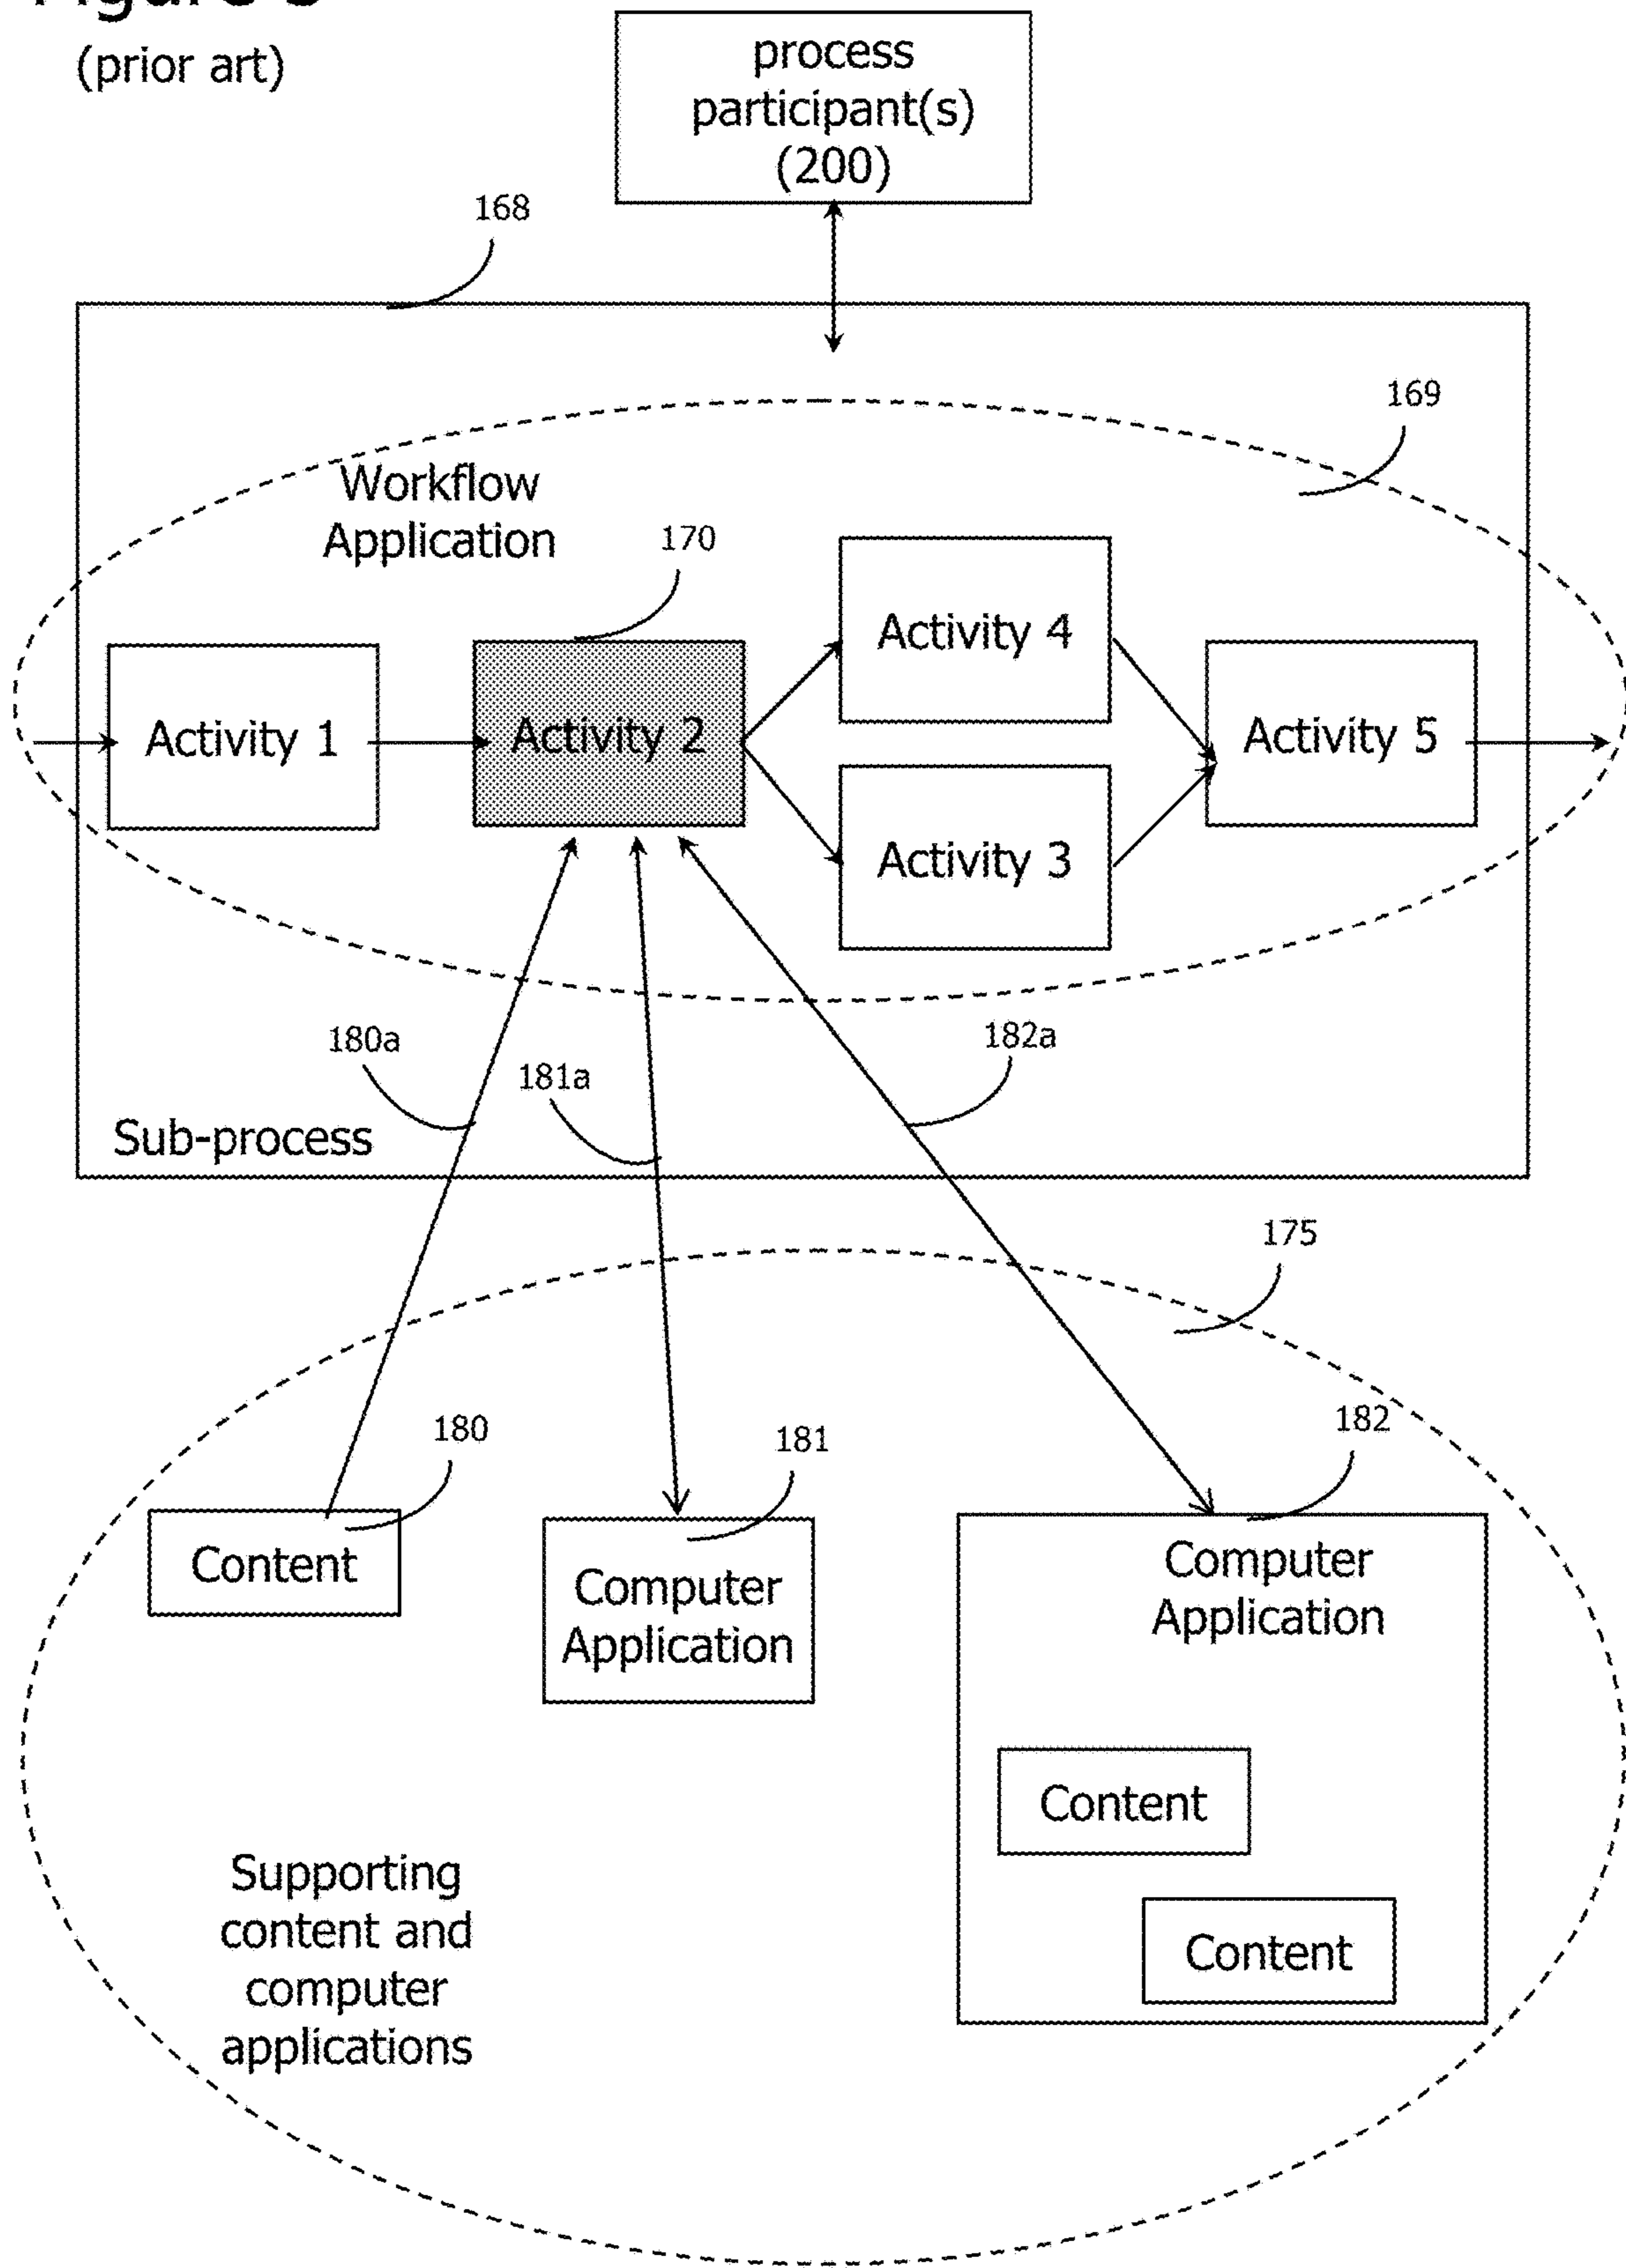 (prior art)
process
participant(s)
(200)
168
169
Workflow
Application
170
Activity 4
Activity 1
Activity 2
Activity 5
Activity 3
180a
181a
182a
Sub-process
175
180
181
182
Content
Computer
Application
Computer
Application
Content
Content
Supporting
content and
computer
applications